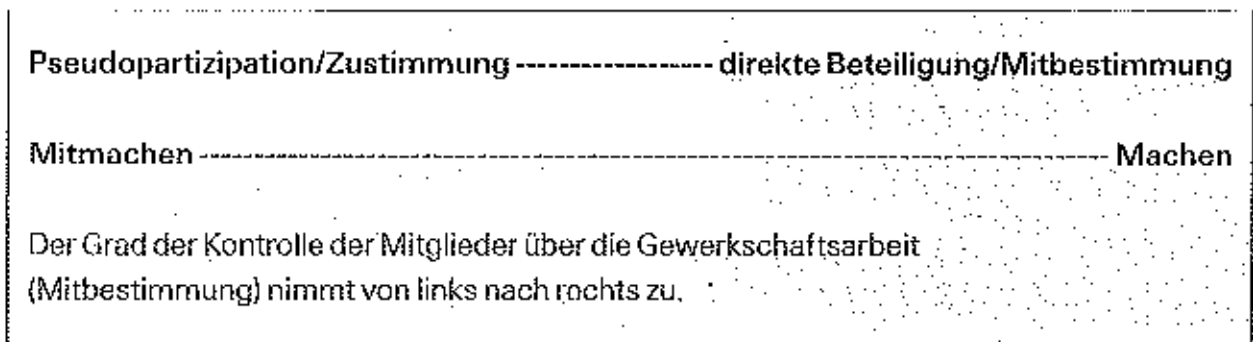 Pseudopartizipation/Zustimmung ------------------ direkte Beteiligung/Mitbestimmung
Mitmachen ------------------------------------------------------------------------ Machen
Der Grad der Kontrolle der Mitglieder über die Gewerkschaftsarbeit
(Mitbestimmung) nimmt von links nach rochts zu.